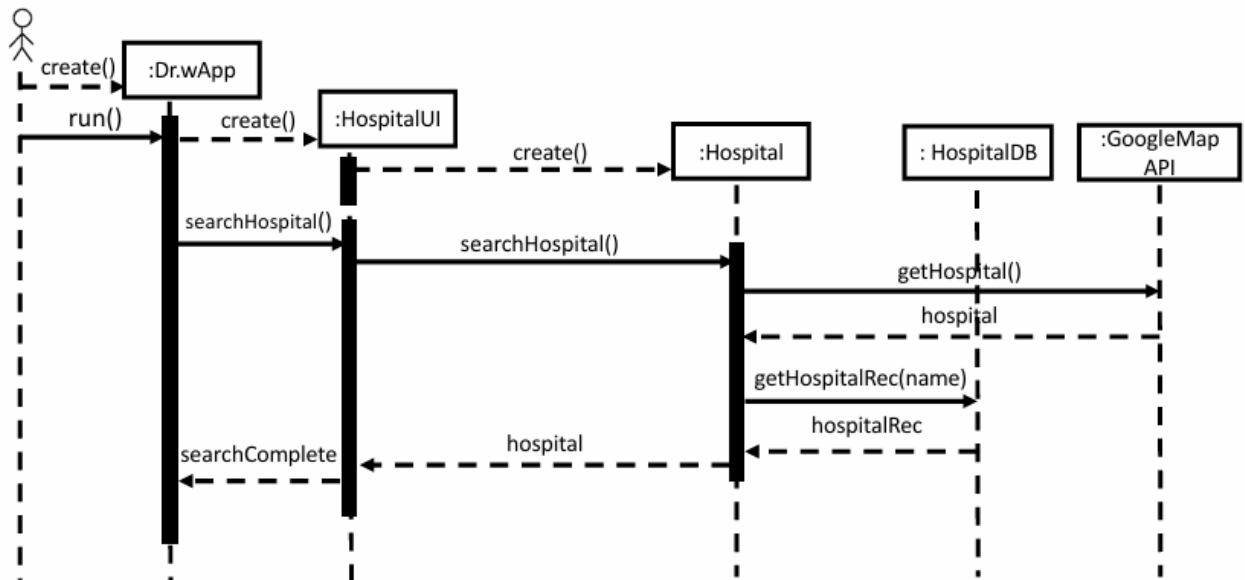 create()
:Dr.wApp
run()
create()
:HospitalUI
create()
:Hospital
: HospitalDB
:GoogleMap
API
searchHospital()
searchHospital()
getHospital()
hospital
getHospitalRec(name)
hospitalRec
hospital
searchComplete